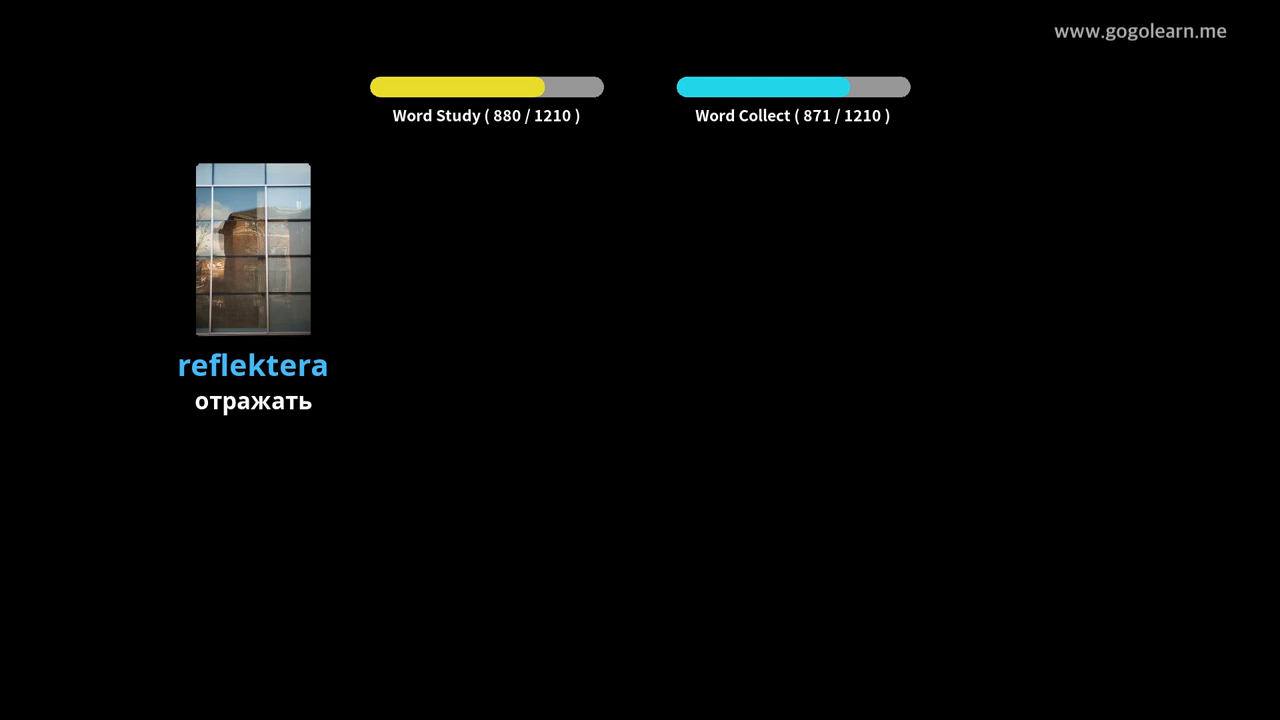 www.gogolearn.me
Word Study ( 880 / 1210 )
Word Collect ( 871 / 1210 )
reflektera
отражать